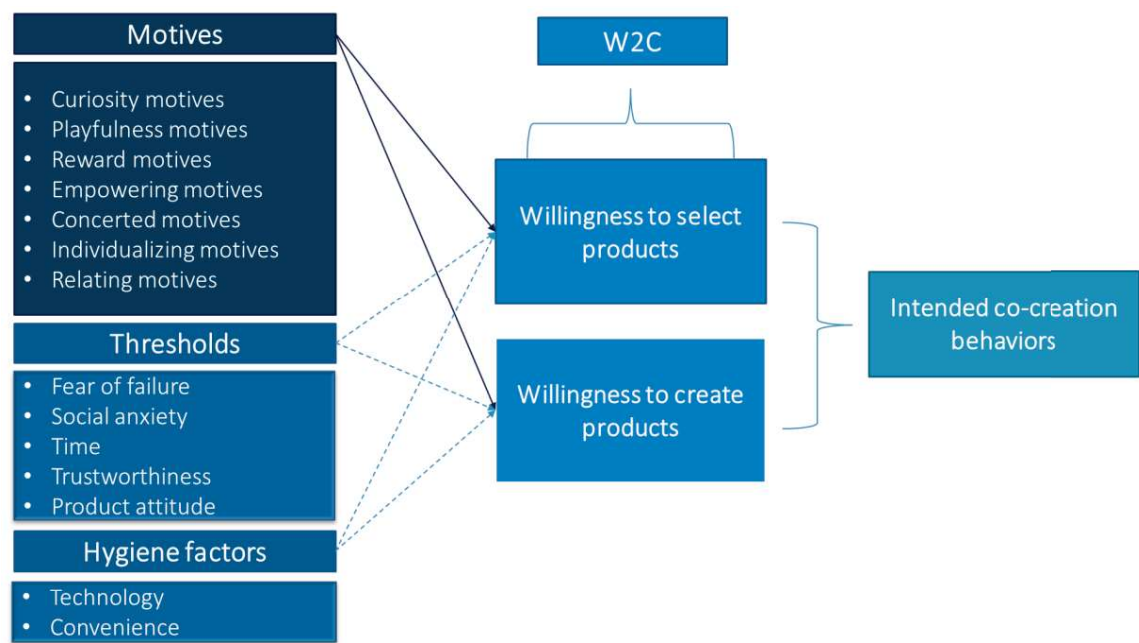 Motives
• Curiosity motives
• Playfulness motives
• Reward motives
• Empowering motives
• Concerted motives
• Individualizing motives
• Relating motives
Thresholds
• Fear of failure
• Social anxiety
• Time
• Trustworthiness
• Product attitude
Hygiene factors
• Technology
• Convenience
W2C
Willingness to select
products
Willingness to create
products
Intended co-creation
behaviors